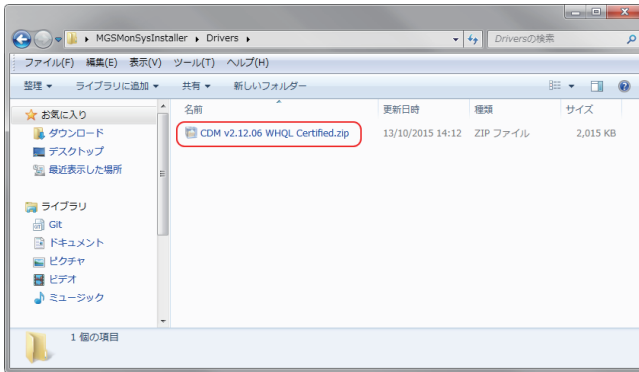 MGSMonSysInstaller ▸ Drivers ▸
Driversの検索
ファイル(F) 編集(E) 表示(V) ツール(T) ヘルプ(H)
整理 ライブラリに追加 共有 新しいフォルダー
名前 更新日時 種類 サイズ
お気に入り
ダウンロード
デスクトップ
最近表示した場所
ライブラリ
Git
ドキュメント
ピクチャ
ビデオ
ミュージック
CDM v2.12.06 WHQL Certified.zip 13/10/2015 14:12 ZIP ファイル 2,015 KB
1 個の項目